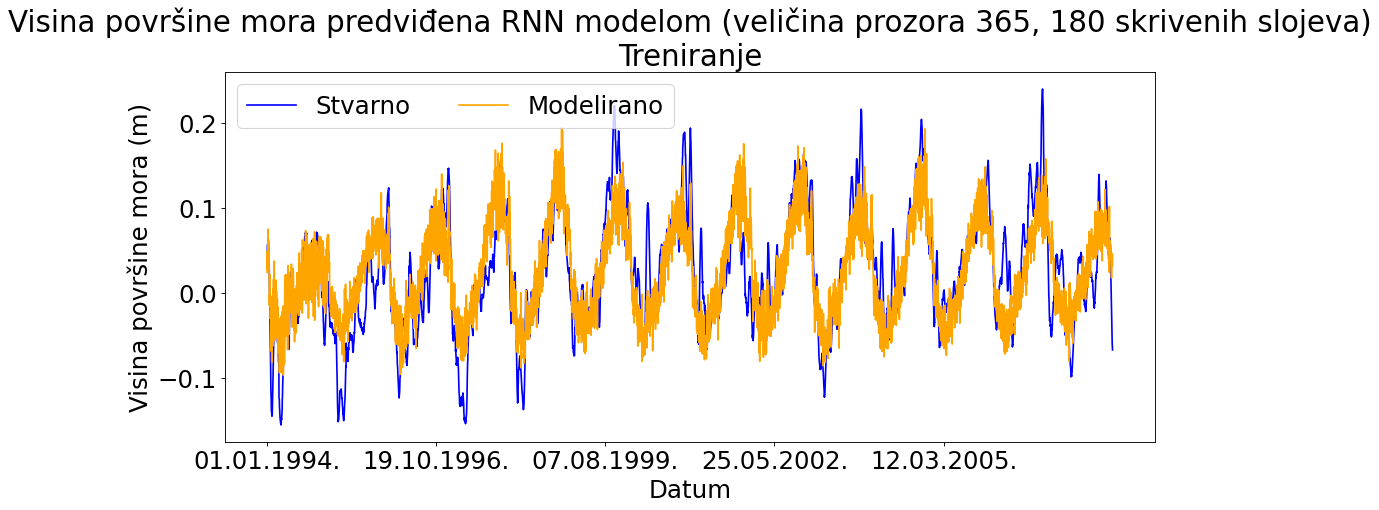 Visina površine mora predviđena RNN modelom (veličina prozora 365, 180 skrivenih slojeva)
Treniranje
Stvarno Modelirano
Visina površine mora (m)
0.2
0.1
0.0
−0.1
01.01.1994. 19.10.1996. 07.08.1999. 25.05.2002. 12.03.2005.
Datum